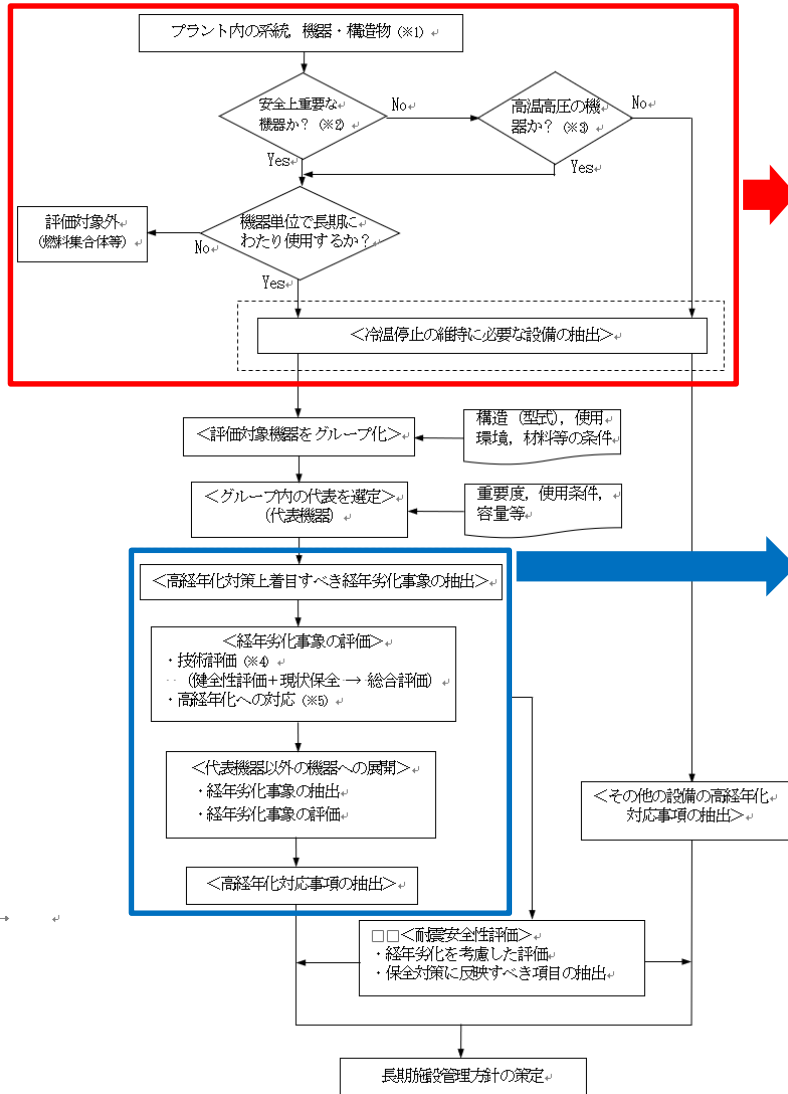 プラント内の系統，機器・構造物（※1）
安全上重要な
機器か？（※2）
No
高温高圧の機
器か？（※3）
No
Yes
Yes
機器単位で長期に
わたり使用するか？
No
評価対象外
（燃料集合体等）
Yes
＜冷温停止の維持に必要な設備の抽出＞
＜評価対象機器をグループ化＞
構造（型式），使用
環境，材料等の条件
＜グループ内の代表を選定＞
（代表機器）
重要度，使用条件，
容量等
＜高経年化対策上着目すべき経年劣化事象の抽出＞
＜経年劣化事象の評価＞
・技術評価（※4）
（健全性評価＋現状保全 → 総合評価）
・高経年化への対応（※5）
＜代表機器以外の機器への展開＞
・経年劣化事象の抽出
・経年劣化事象の評価
＜その他の設備の高経年化
対応事項の抽出＞
＜高経年化対応事項の抽出＞
□□＜耐震安全性評価＞
・経年劣化を考慮した評価
・保全対策に反映すべき項目の抽出
長期施設管理方針の策定